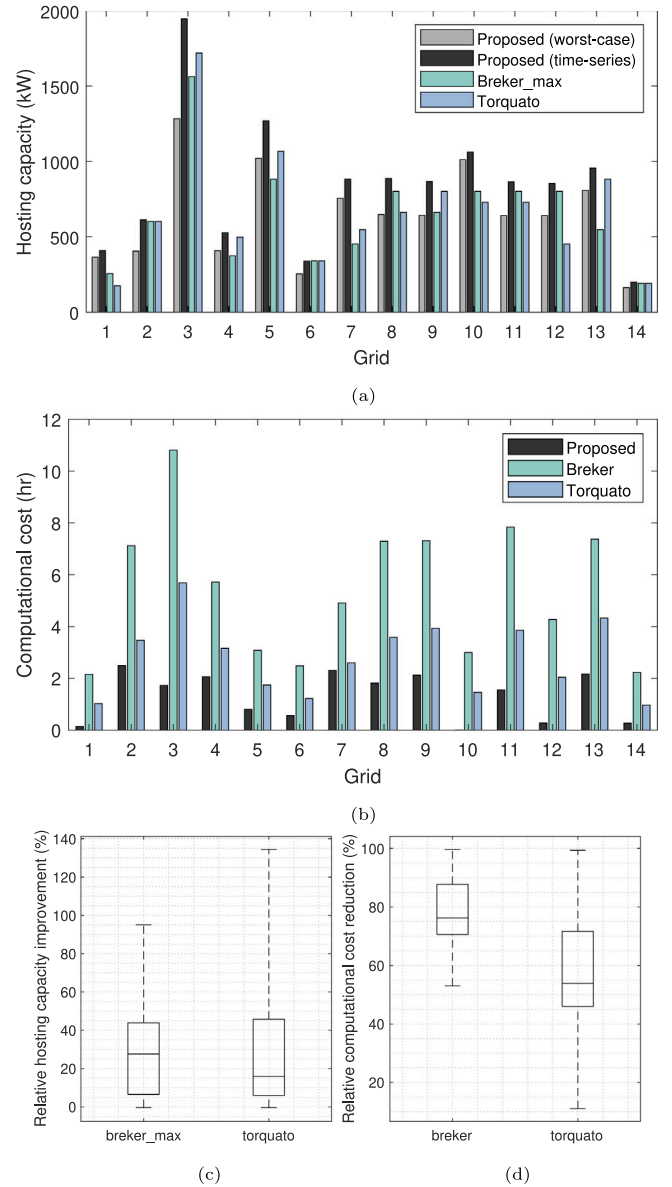 2000
1500
1000
500
0
Hosting capacity (kW)
Proposed (worst-case)
Proposed (time-series)
Breker_max
Torquato
1 2 3 4 5 6 7 8 9 10 11 12 13 14
Grid
(a)
12
10
8
6
4
2
0
Computational cost (hr)
Proposed
Breker
Torquato
1 2 3 4 5 6 7 8 9 10 11 12 13 14
Grid
(b)
140
120
100
80
60
40
20
0
Relative hosting capacity improvement (%)
breker_max torquato
(c)
100
80
60
40
20
Relative computational cost reduction (%)
breker torquato
(d)